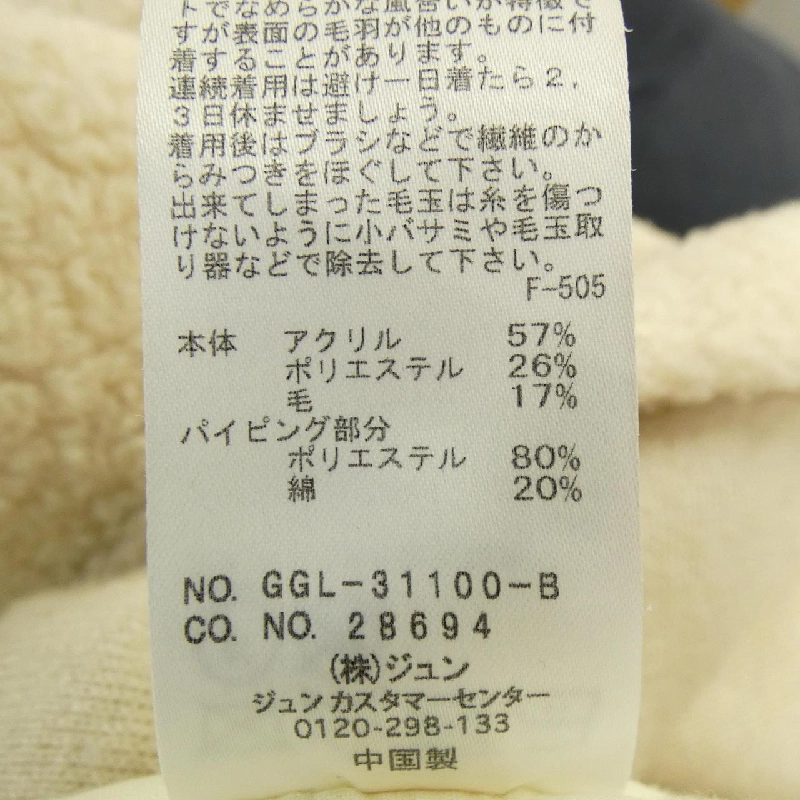 すが表面の毛が他のものに付
着することがあります。
連続着用は避け一日着たら2,
3日休ませましょう。
着用後はブラシなどで繊維のか
らみつきをほぐして下さい。
出来てしまった毛玉は糸を傷つ
けないように小バサミや毛玉取
り器などで除去して下さい。
F-505
本体 アクリル 57%
ポリエステル 26%
毛 17%
パイピング部分
ポリエステル 80%
綿 20%
NO. GGL-31100-B
CO. NO. 28694
(株)ジュン
ジュン カスタマーセンター
0120-298-133
中国製